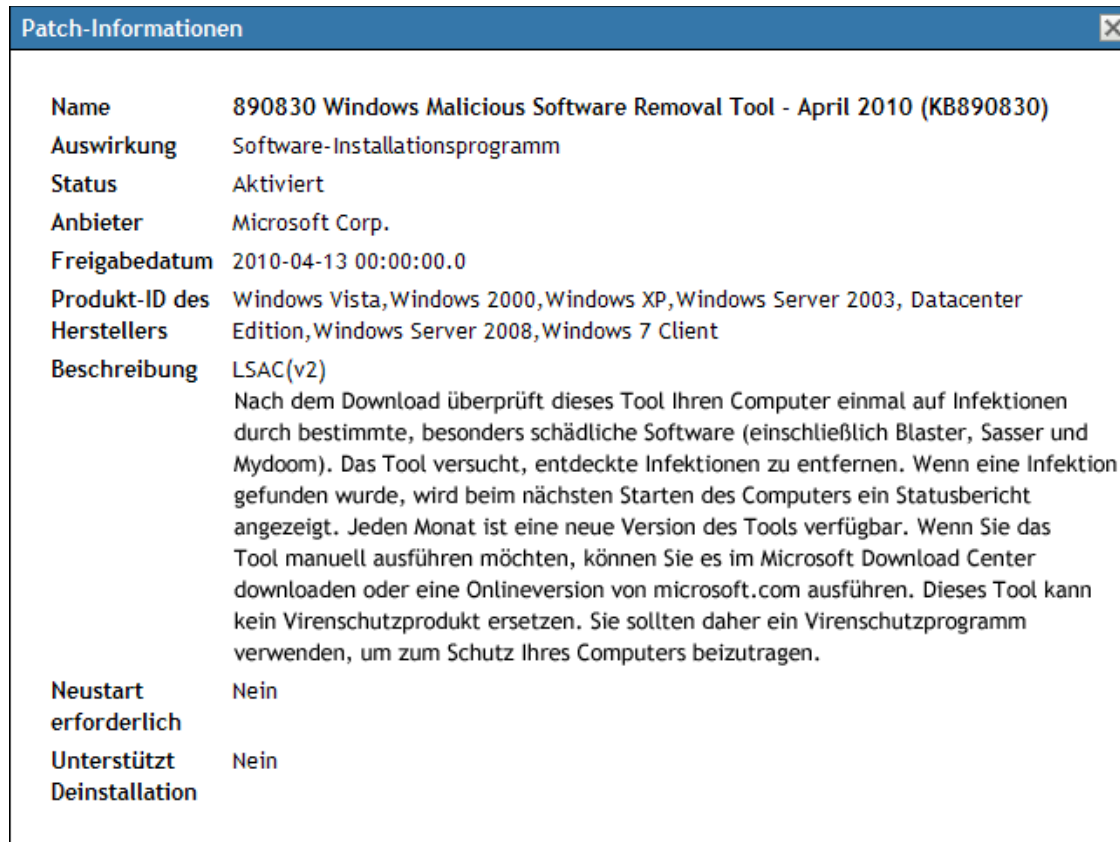 Patch-Informationen
Name 890830 Windows Malicious Software Removal Tool - April 2010 (KB890830)
Auswirkung Software-Installationsprogramm
Status Aktiviert
Anbieter Microsoft Corp.
Freigabedatum 2010-04-13 00:00:00.0
Produkt-ID des Windows Vista,Windows 2000,Windows XP,Windows Server 2003, Datacenter
Herstellers Edition,Windows Server 2008,Windows 7 Client
Beschreibung LSAC(v2)
Nach dem Download überprüft dieses Tool Ihren Computer einmal auf Infektionen
durch bestimmte, besonders schädliche Software (einschließlich Blaster, Sasser und
Mydoom). Das Tool versucht, entdeckte Infektionen zu entfernen. Wenn eine Infektion
gefunden wurde, wird beim nächsten Starten des Computers ein Statusbericht
angezeigt. Jeden Monat ist eine neue Version des Tools verfügbar. Wenn Sie das
Tool manuell ausführen möchten, können Sie es im Microsoft Download Center
downloaden oder eine Onlineversion von microsoft.com ausführen. Dieses Tool kann
kein Virenschutzprodukt ersetzen. Sie sollten daher ein Virenschutzprogramm
verwenden, um zum Schutz Ihres Computers beizutragen.
Neustart Nein
erforderlich
Unterstützt Nein
Deinstallation